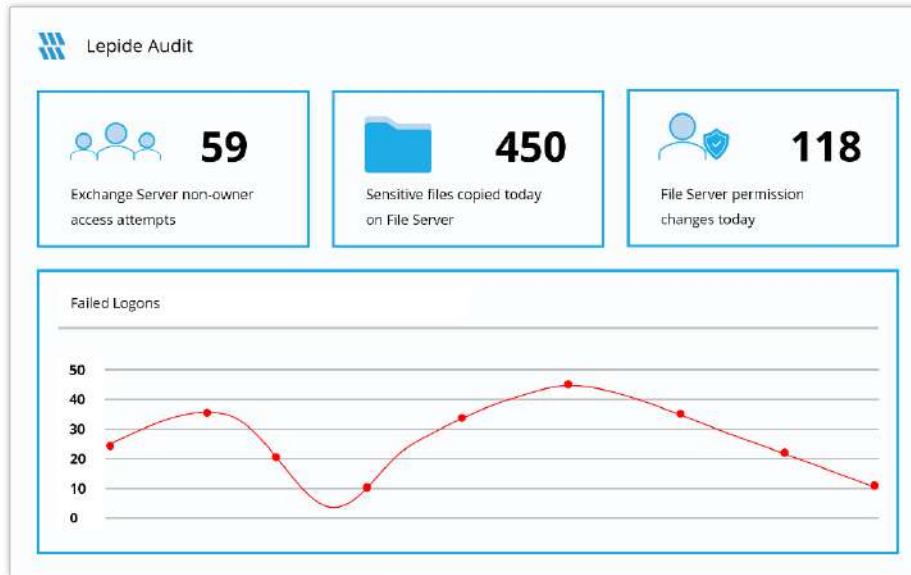 Lepide Audit
59
Exchange Server non-owner
access attempts
450
Sensitive files copied today
on File Server
118
File Server permission
changes today
Failed Logons
50
40
30
20
10
0